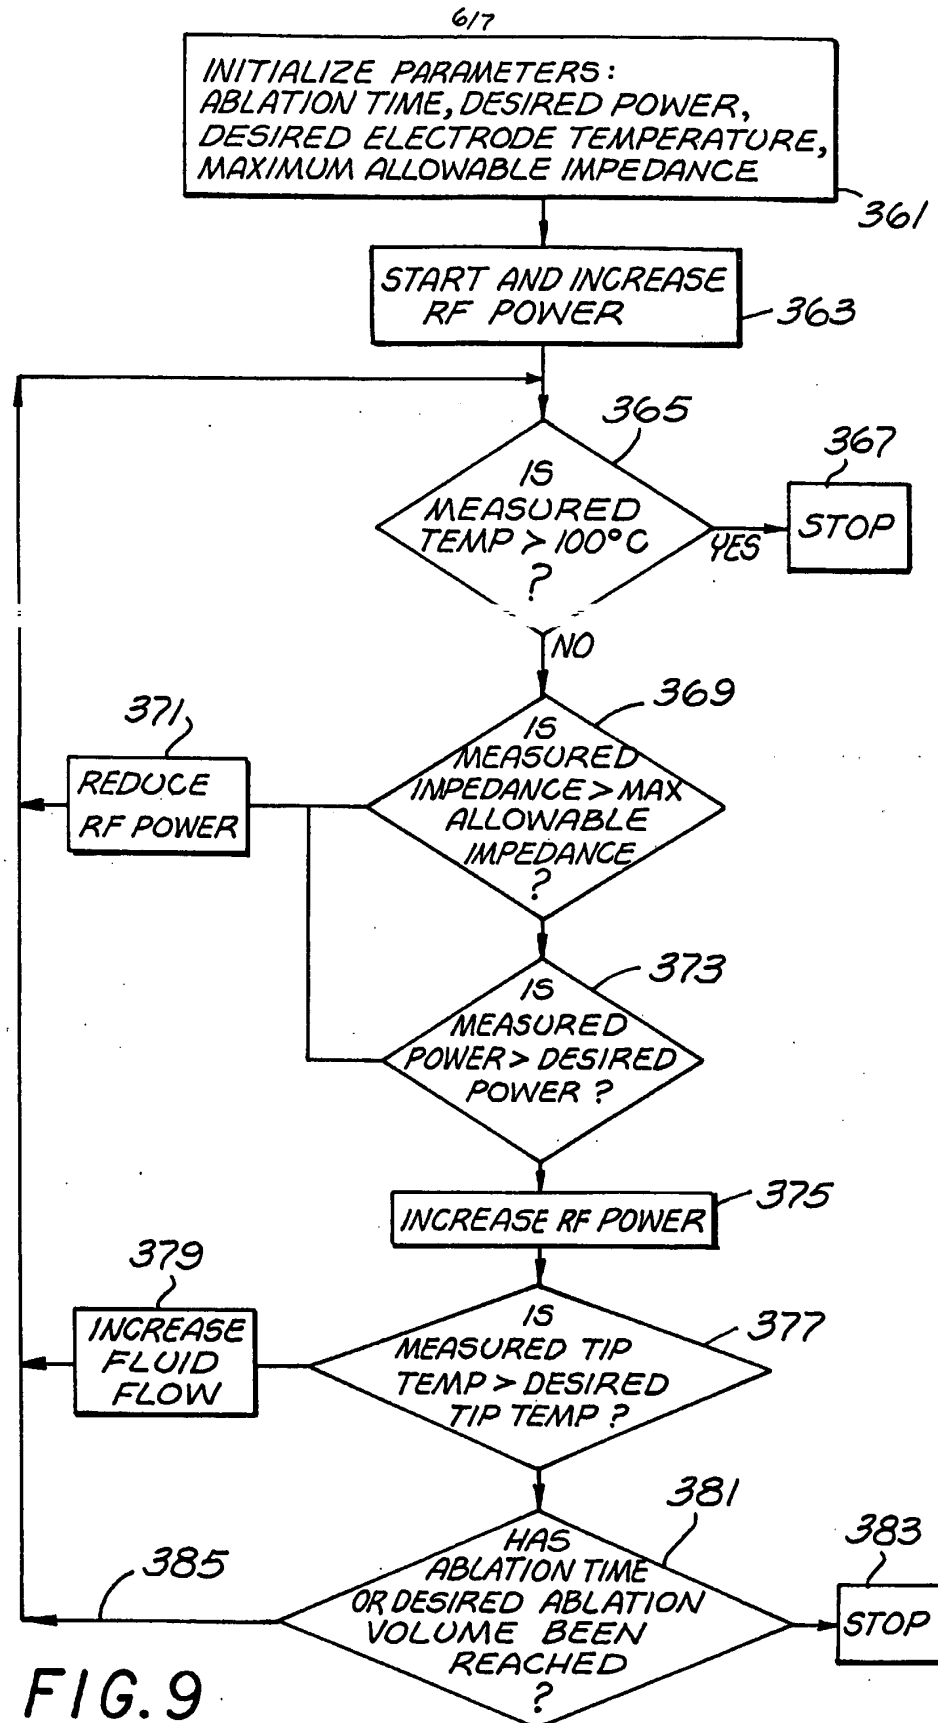 6/7
INITIALIZE PARAMETERS:
ABLATION TIME, DESIRED POWER,
DESIRED ELECTRODE TEMPERATURE,
MAXIMUM ALLOWABLE IMPEDANCE
361
START AND INCREASE
RF POWER
363
365
IS
MEASURED
TEMP > 100°C
?
YES
367
STOP
NO
369
IS
MEASURED
IMPEDANCE > MAX
ALLOWABLE
IMPEDANCE
?
371
REDUCE
RF POWER
373
IS
MEASURED
POWER > DESIRED
POWER ?
375
INCREASE RF POWER
377
IS
MEASURED TIP
TEMP > DESIRED
TIP TEMP ?
379
INCREASE
FLUID
FLOW
381
HAS
ABLATION TIME
OR DESIRED ABLATION
VOLUME BEEN
REACHED
?
383
STOP
385
FIG. 9